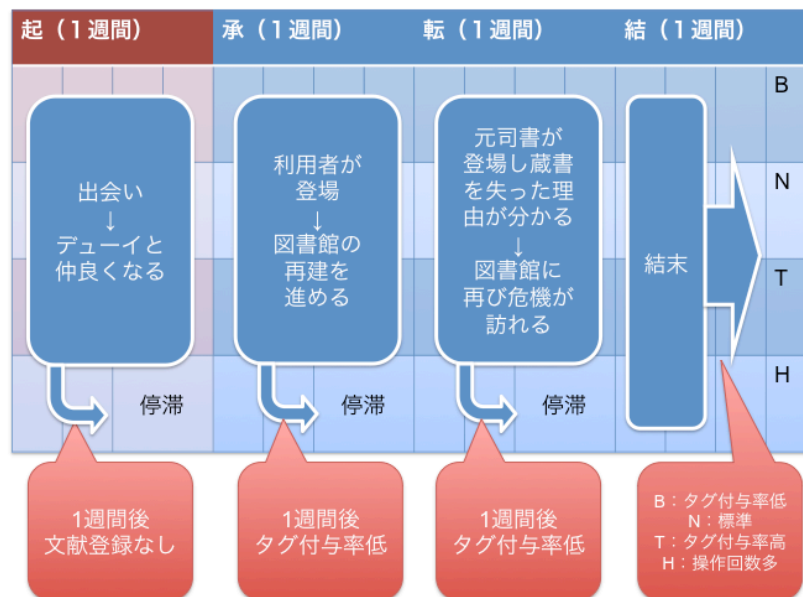 起（１週間）
承（１週間）
転（１週間）
結（１週間）
出会い
↓
デューイと
仲良くなる
利用者が
登場
↓
図書館の
再建を
進める
元司書が
登場し蔵書
を失った理
由が分かる
↓
図書館に
再び危機が
訪れる
結末
B
N
T
H
停滞
停滞
停滞
1週間後
文献登録なし
1週間後
タグ付与率低
1週間後
タグ付与率低
B：タグ付与率低
N：標準
T：タグ付与率高
H：操作回数多